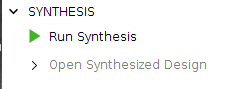 SYNTHESIS
Run Synthesis
Open Synthesized Design